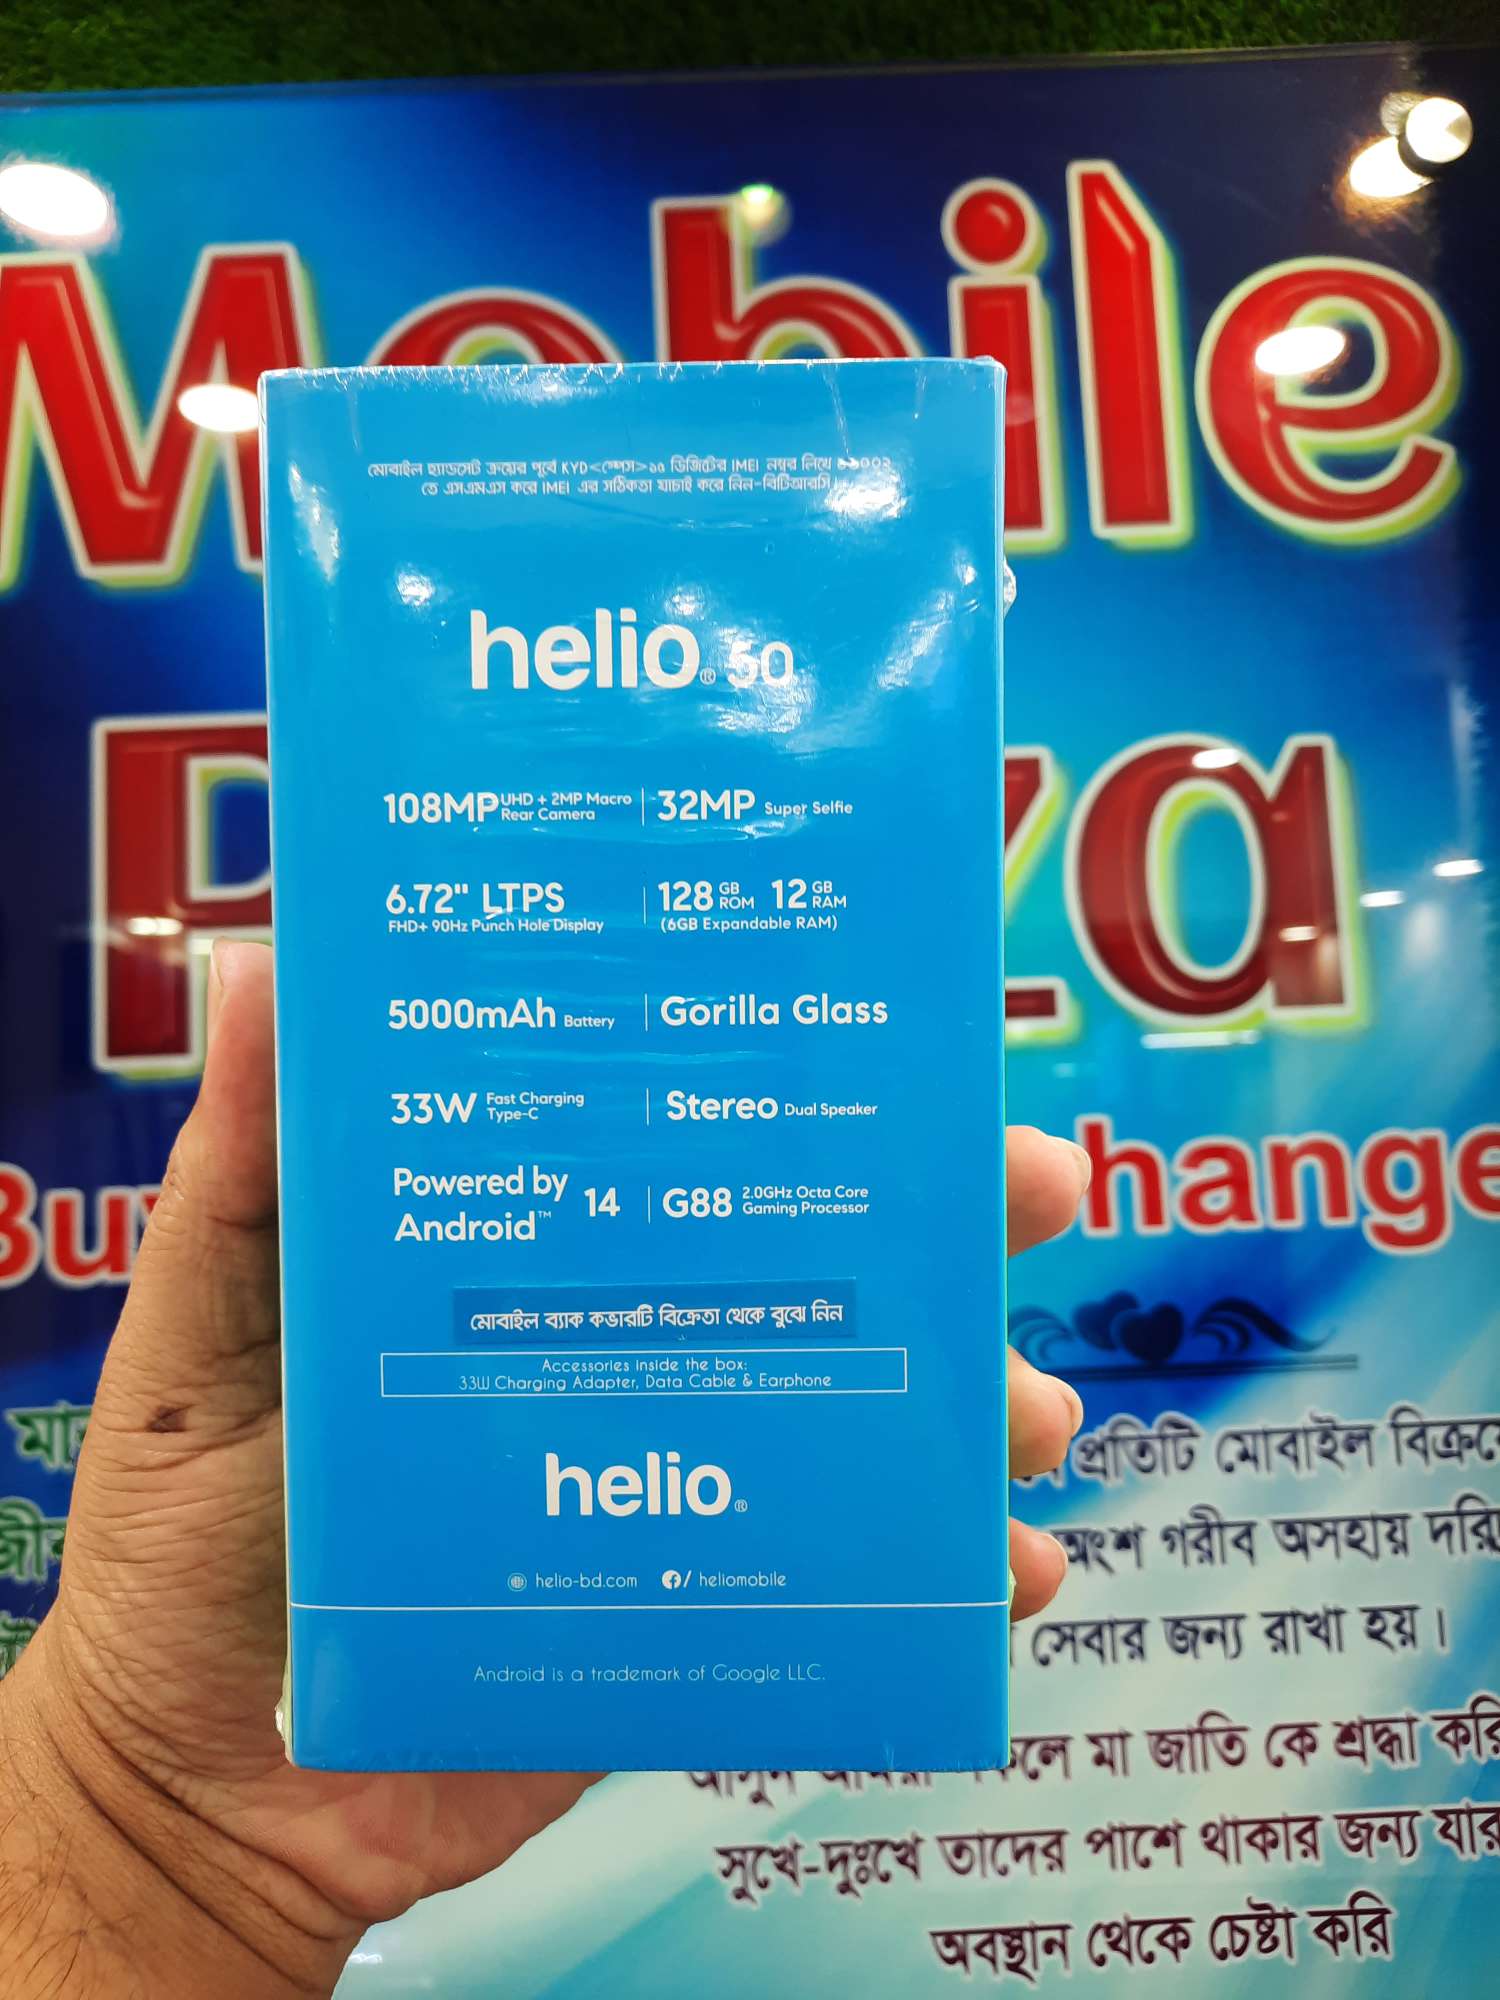 Mobile
মোবাইল হ্যান্ডসেট ক্রয়ের পূর্বে KYD<স্পেস>১৫ ডিজিটের IMEI নম্বর লিখে ১৬০০২
তে এসএমএস করে IMEI এর সঠিকতা যাচাই করে নিন-বিটিআরসি।
helio® 50
108MP UHD + 2MP Macro Rear Camera | 32MP Super Selfie
6.72" LTPS | 128 GB ROM 12 GB RAM
FHD+ 90Hz Punch Hole Display (6GB Expandable RAM)
5000mAh Battery | Gorilla Glass
33W Fast Charging Type-C | Stereo Dual Speaker
Powered by Android™ 14 | G88 2.0GHz Octa Core Gaming Processor
মোবাইল ব্যাক কভারটি বিক্রেতা থেকে বুঝে নিন
Accessories inside the box:
33W Charging Adapter, Data Cable & Earphone
helio®
helio-bd.com / heliomobile
Android is a trademark of Google LLC.
P za
Buy hange
প্রতিটি মোবাইল বিক্রয়ে
অংশ গরীব অসহায়
সেবার জন্য রাখা হয়।
মা জাতি কে শ্রদ্ধা করি
সুখে-দুঃখে তাদের পাশে থাকার জন্য যার
অবস্থান থেকে চেষ্টা করি